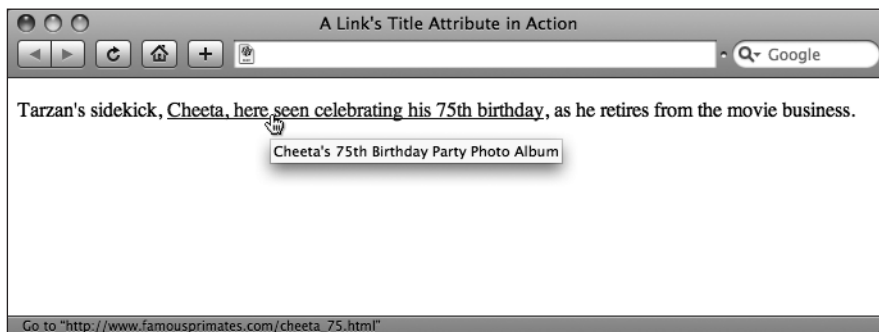 A Link's Title Attribute in Action
Google
Tarzan's sidekick, Cheeta, here seen celebrating his 75th birthday, as he retires from the movie business.
Cheeta's 75th Birthday Party Photo Album
Go to "http://www.famousprimates.com/cheeta_75.html"